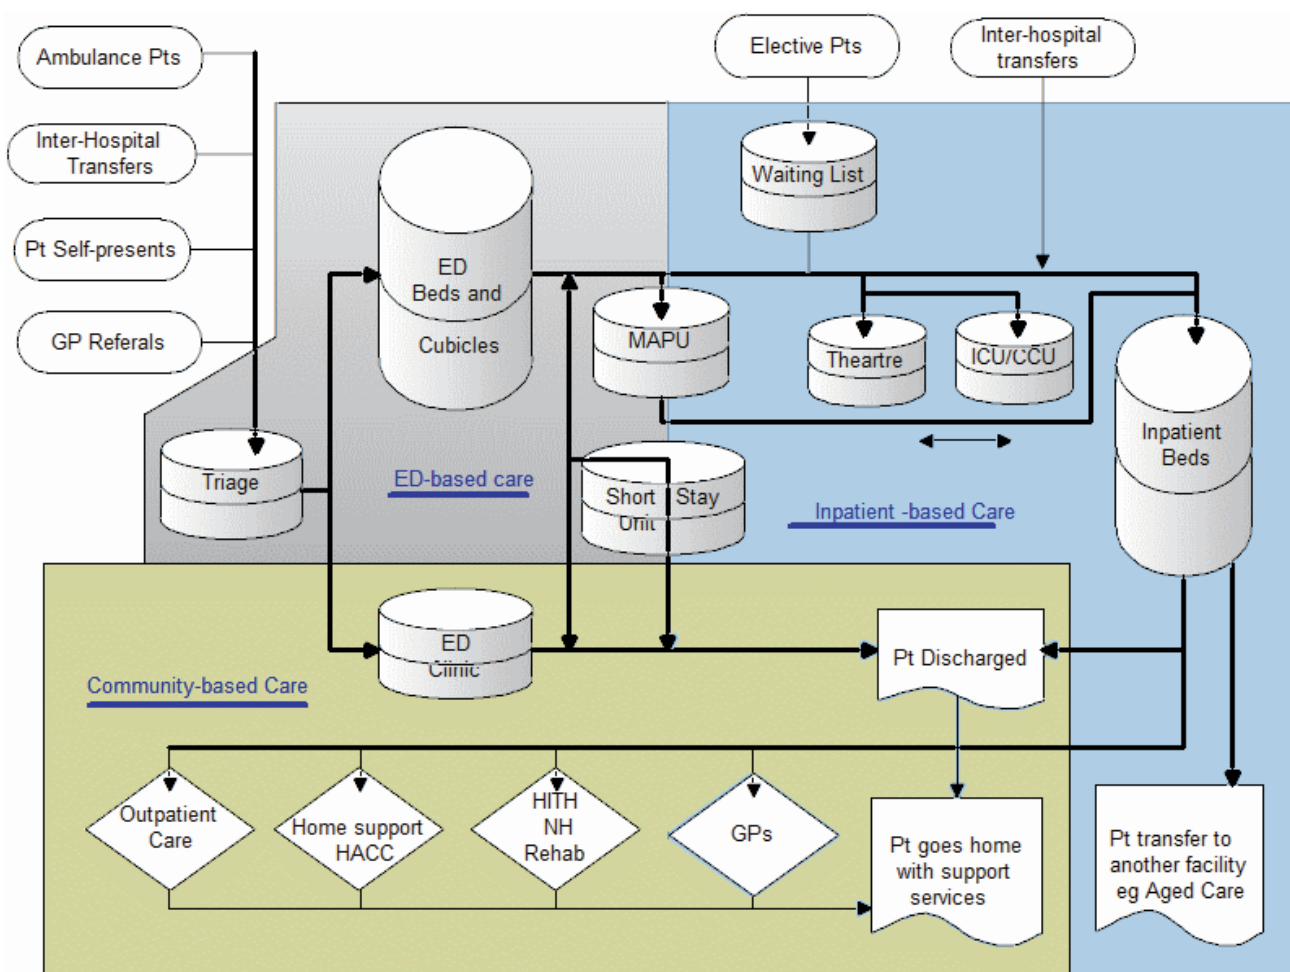 Ambulance Pts
Inter-Hospital
Transfers
Pt Self-presents
GP Referals
Elective Pts
Inter-hospital
transfers
Waiting List
ED
Beds and
Cubicles
MAPU
Theartre
ICU/CCU
Inpatient
Beds
Triage
ED-based care
Short Stay
Unit
Inpatient -based Care
ED
Clinic
Pt Discharged
Community-based Care
Outpatient
Care
Home support
HACC
HITH
NH
Rehab
GPs
Pt goes home
with support
services
Pt transfer to
another facility
eg Aged Care